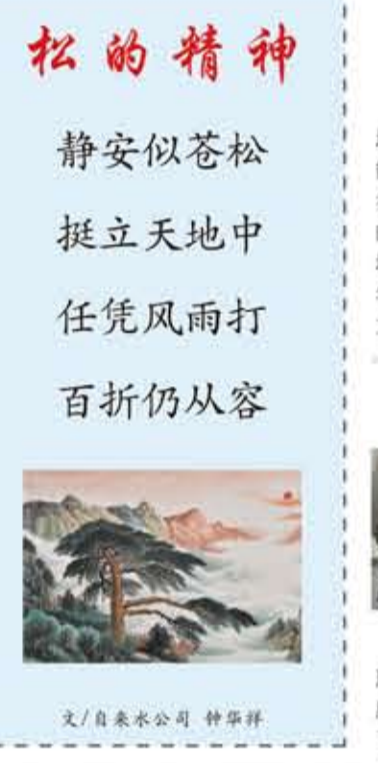 松的精神
静安似苍松
挺立天地中
任凭风雨打
百折仍从容
文/自来水公司 钟华祥